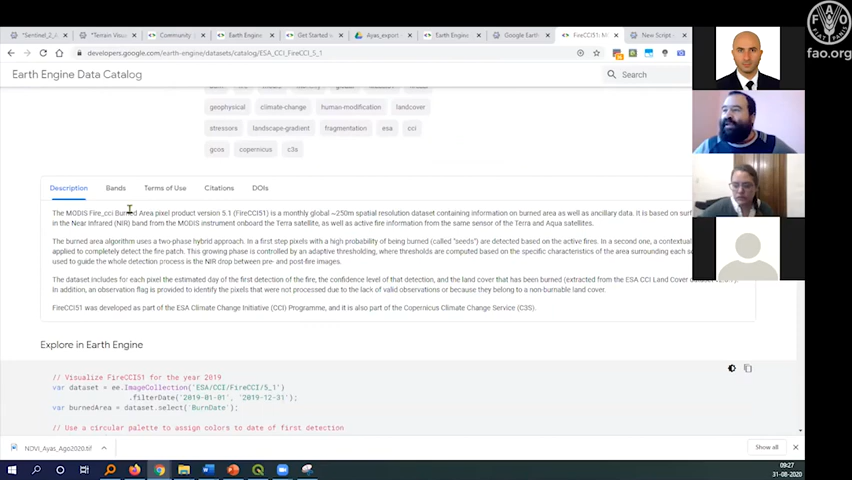 *Sentinel_2_A
*Terrain Visual
Community
Earth Engine
Get Started w
Ayas_export
Earth Engine
Google Earth
FireCCI51: M
New Script
developers.google.com/earth-engine/datasets/catalog/ESA_CCI_FireCCI_5_1
Earth Engine Data Catalog
Search
geophysical climate-change human-modification landcover
stressors landscape-gradient fragmentation esa cci
gcos copernicus c3s
Description Bands Terms of Use Citations DOIs
The MODIS Fire_cci Burned Area pixel product version 5.1 (FireCCI51) is a monthly global ~250m spatial resolution dataset containing information on burned area as well as ancillary data. It is based on surf
in the Near Infrared (NIR) band from the MODIS instrument onboard the Terra satellite, as well as active fire information from the same sensor of the Terra and Aqua satellites.
The burned area algorithm uses a two-phase hybrid approach. In a first step pixels with a high probability of being burned (called "seeds") are detected based on the active fires. In a second one, a contextual
applied to completely detect the fire patch. This growing phase is controlled by an adaptive thresholding, where thresholds are computed based on the specific characteristics of the area surrounding each se
used to guide the whole detection process is the NIR drop between pre- and post-fire images.
The dataset includes for each pixel the estimated day of the first detection of the fire, the confidence level of that detection, and the land cover that has been burned (extracted from the ESA CCI Land Cover
In addition, an observation flag is provided to identify the pixels that were not processed due to the lack of valid observations or because they belong to a non-burnable land cover.
FireCCI51 was developed as part of the ESA Climate Change Initiative (CCI) Programme, and it is also part of the Copernicus Climate Change Service (C3S).
Explore in Earth Engine
// Visualize FireCCI51 for the year 2019
var dataset = ee.ImageCollection('ESA/CCI/FireCCI/5_1')
.filterDate('2019-01-01', '2019-12-31');
var burnedArea = dataset.select('BurnDate');
// Use a circular palette to assign colors to date of first detection
NDVI_Ayas_Ago2020.tif
Show all
09:27
31-08-2020
FAO
FIAT PANIS
fao.org